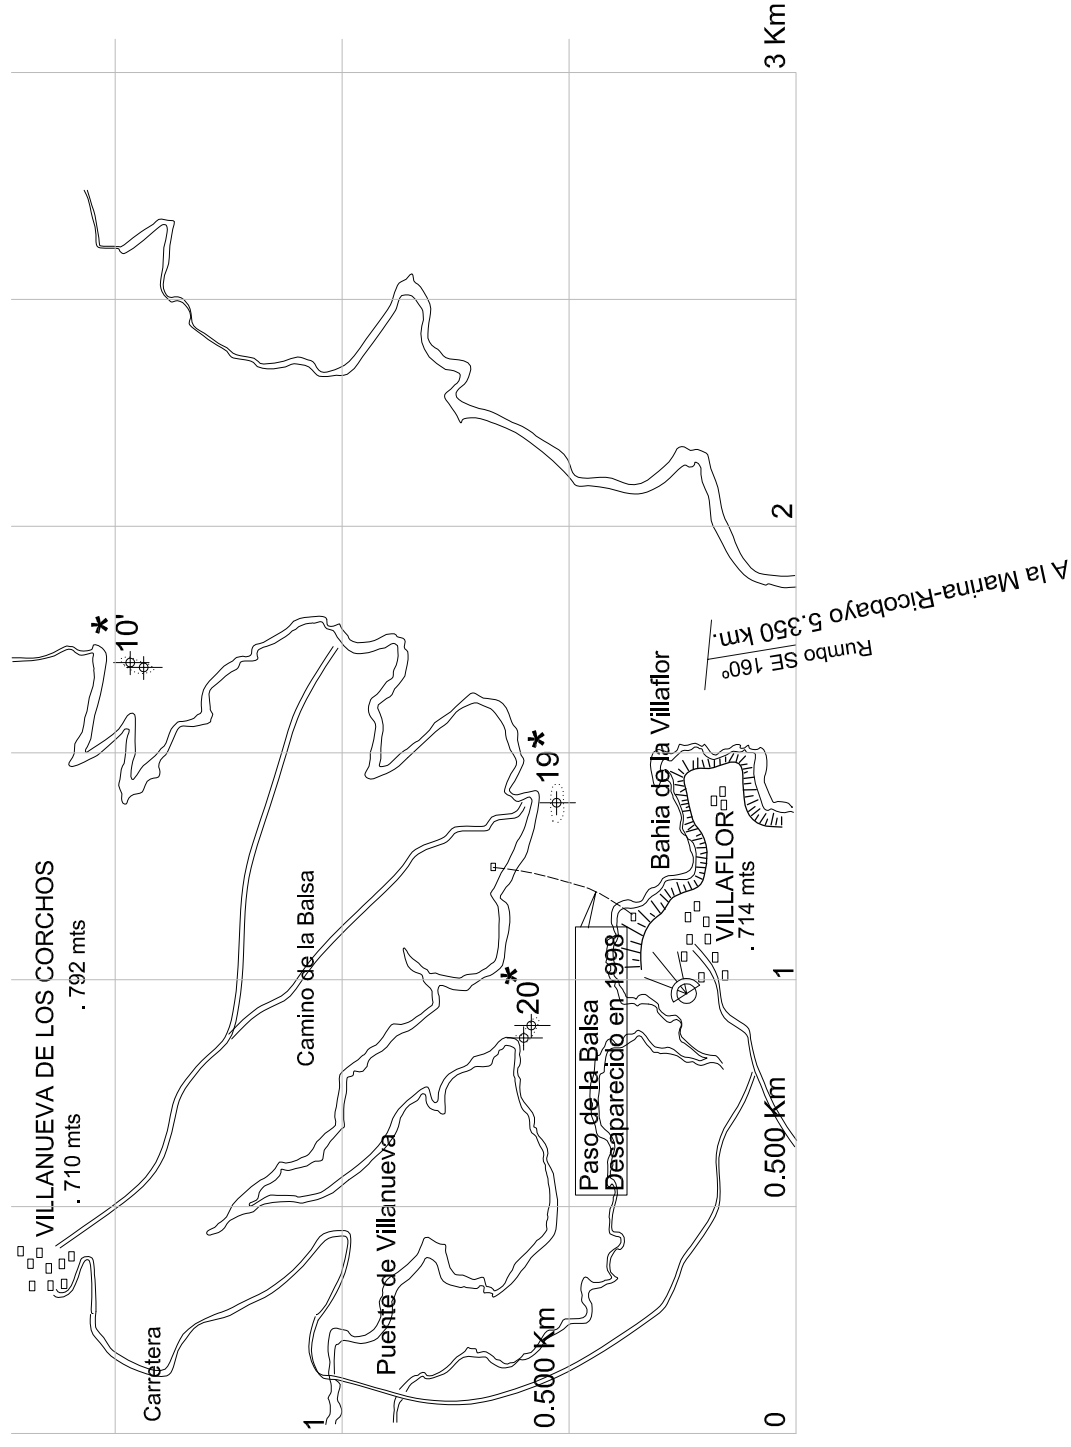 VILLANUEVA DE LOS CORCHOS
. 710 mts
. 792 mts
10'
*
Carretera
Camino de la Balsa
Puente de Villanueva
20
*
19
*
Paso de la Balsa
Desaparecido en 1998
Bahia de la Villaflor
VILLAFLOR
. 714 mts
Rumbo SE 160º
A la Marina-Ricobayo 5.350 km.
1
0.500 Km
0
0.500 Km
1
2
3 Km